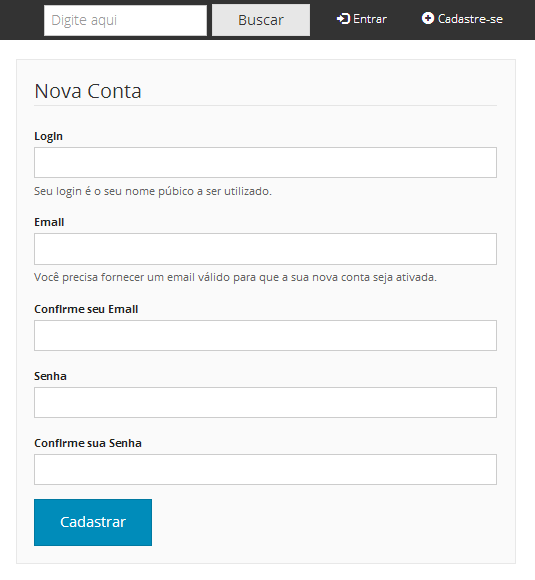 Digite aqui Buscar Entrar Cadastre-se
Nova Conta
Login
Seu login é o seu nome púbico a ser utilizado.
Email
Você precisa fornecer um email válido para que a sua nova conta seja ativada.
Confirme seu Email
Senha
Confirme sua Senha
Cadastrar